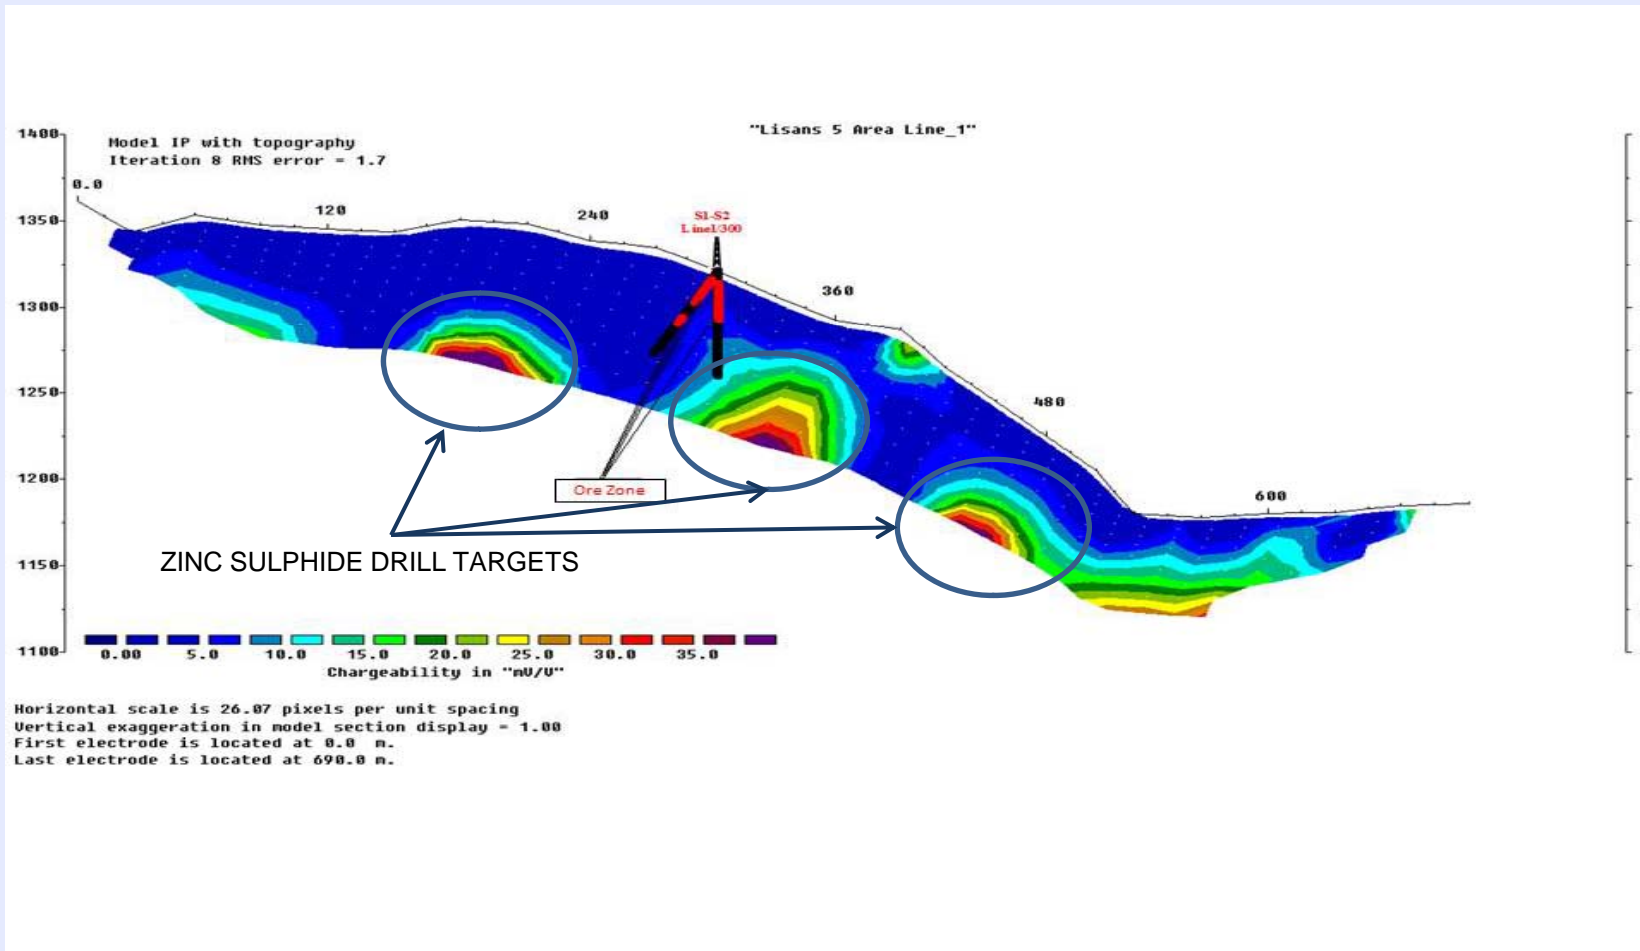 "Lisans 5 Area Line_1"
1400
Model IP with topography
Iteration 8 RMS error = 1.7
0.0
120
240
S1-S2
Line1/300
1350
360
1300
1250
480
1200
Ore Zone
600
ZINC SULPHIDE DRILL TARGETS
1150
1100
0.00 5.0 10.0 15.0 20.0 25.0 30.0 35.0
Chargeability in "mV/V"
Horizontal scale is 26.07 pixels per unit spacing
Vertical exaggeration in model section display = 1.00
First electrode is located at 0.0 m.
Last electrode is located at 690.0 m.